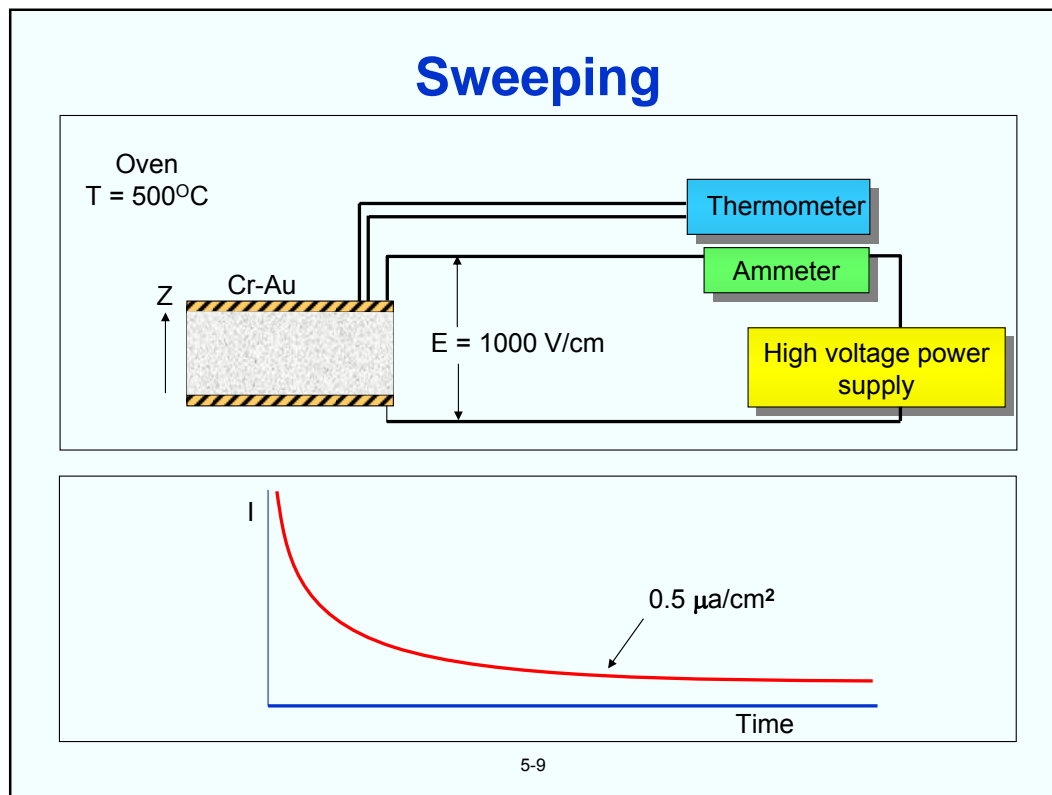 Sweeping
Oven
T = 500ᴼC
Thermometer
Ammeter
Z
Cr-Au
E = 1000 V/cm
High voltage power
supply
I
0.5 μa/cm²
Time
5-9